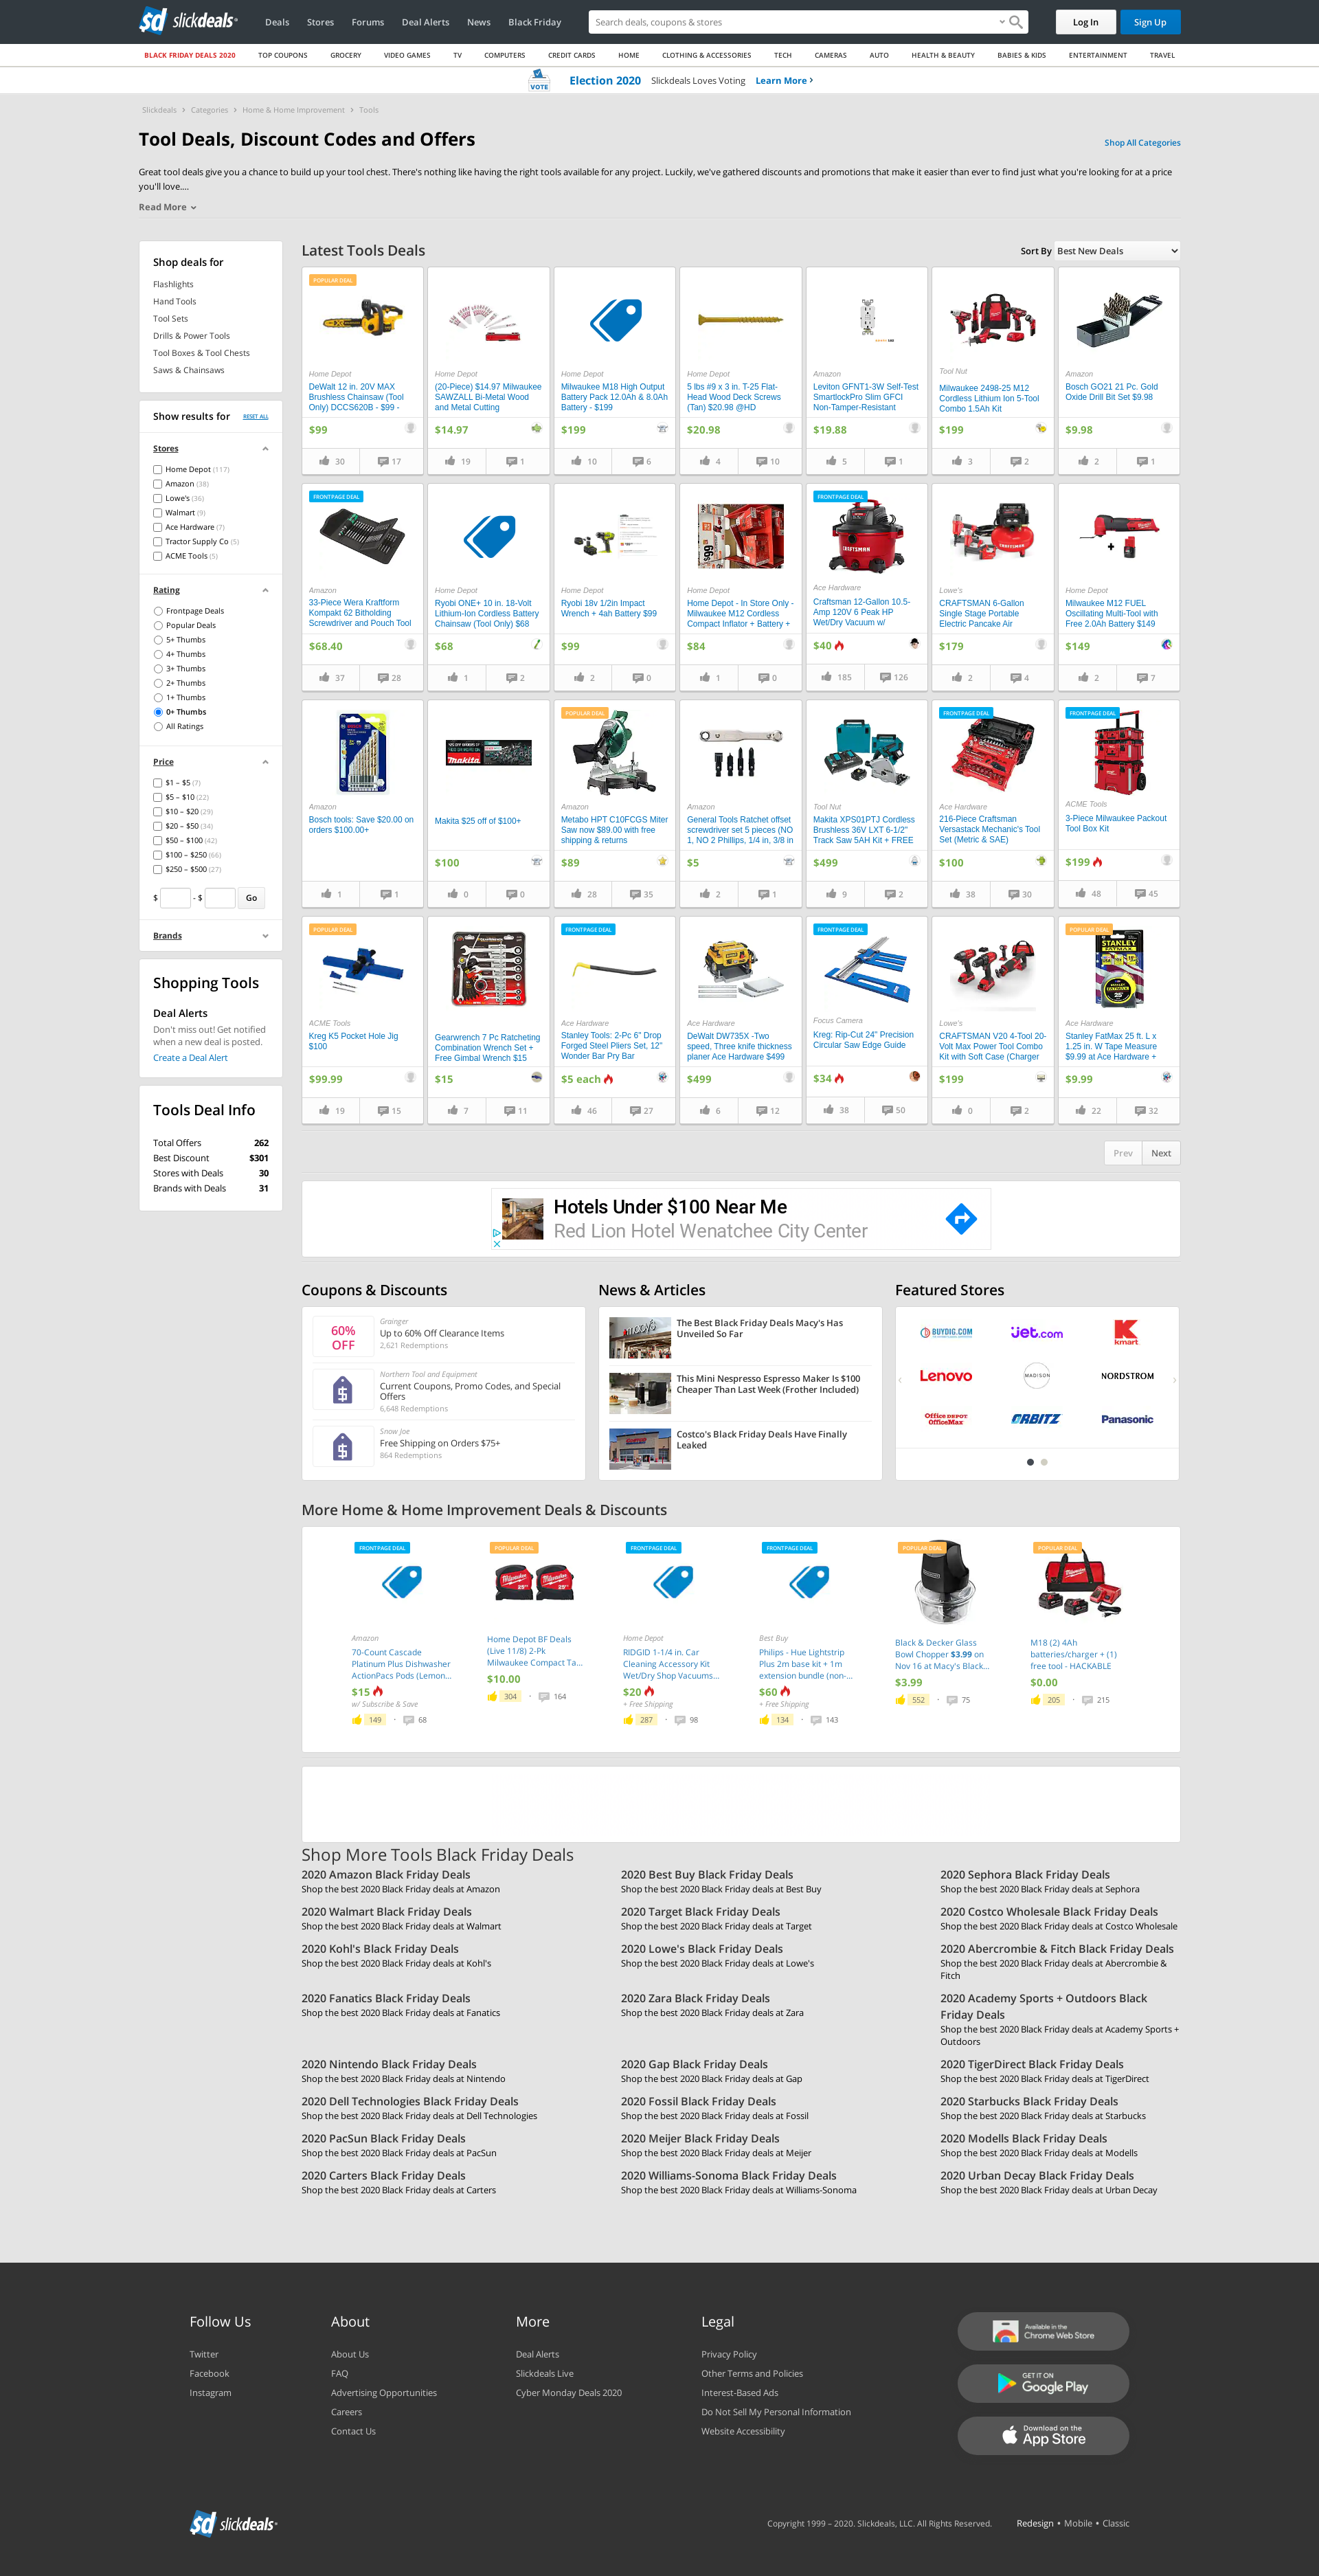 slickdeals
Deals
Stores
Forums
Deal Alerts
News
Black Friday
Search deals, coupons & stores
Log In
Sign Up
BLACK FRIDAY DEALS 2020
TOP COUPONS
GROCERY
VIDEO GAMES
TV
COMPUTERS
CREDIT CARDS
HOME
CLOTHING & ACCESSORIES
TECH
CAMERAS
AUTO
HEALTH & BEAUTY
BABIES & KIDS
ENTERTAINMENT
TRAVEL
VOTE
Election 2020 Slickdeals Loves Voting Learn More
Slickdeals > Categories > Home & Home Improvement > Tools
Tool Deals, Discount Codes and Offers
Shop All Categories
Great tool deals give you a chance to build up your tool chest. There's nothing like having the right tools available for any project. Luckily, we've gathered discounts and promotions that make it easier than ever to find just what you're looking for at a price
you'll love....
Read More
Shop deals for
Flashlights
Hand Tools
Tool Sets
Drills & Power Tools
Tool Boxes & Tool Chests
Saws & Chainsaws
Show results for RESET ALL
Stores
Home Depot (117)
Amazon (38)
Lowe's (36)
Walmart (9)
Ace Hardware (7)
Tractor Supply Co (5)
ACME Tools (5)
Rating
Frontpage Deals
Popular Deals
5+ Thumbs
4+ Thumbs
3+ Thumbs
2+ Thumbs
1+ Thumbs
0+ Thumbs
All Ratings
Price
$1 – $5 (7)
$5 – $10 (22)
$10 – $20 (29)
$20 – $50 (34)
$50 – $100 (42)
$100 – $250 (66)
$250 – $500 (27)
$ - $ Go
Brands
Shopping Tools
Deal Alerts
Don't miss out! Get notified
when a new deal is posted.
Create a Deal Alert
Tools Deal Info
Total Offers 262
Best Discount $301
Stores with Deals 30
Brands with Deals 31
Latest Tools Deals
Sort By Best New Deals
POPULAR DEAL
Home Depot
DeWalt 12 in. 20V MAX
Brushless Chainsaw (Tool
Only) DCCS620B - $99 -
$99
30 17
Home Depot
(20-Piece) $14.97 Milwaukee
SAWZALL Bi-Metal Wood
and Metal Cutting
$14.97
19 1
Home Depot
Milwaukee M18 High Output
Battery Pack 12.0Ah & 8.0Ah
Battery - $199
$199
10 6
Home Depot
5 lbs #9 x 3 in. T-25 Flat-
Head Wood Deck Screws
(Tan) $20.98 @HD
$20.98
4 10
Amazon
Leviton GFNT1-3W Self-Test
SmartlockPro Slim GFCI
Non-Tamper-Resistant
$19.88
5 1
Tool Nut
Milwaukee 2498-25 M12
Cordless Lithium Ion 5-Tool
Combo 1.5Ah Kit
$199
3 2
Amazon
Bosch GO21 21 Pc. Gold
Oxide Drill Bit Set $9.98
$9.98
2 1
FRONTPAGE DEAL
Amazon
33-Piece Wera Kraftform
Kompakt 62 Bitholding
Screwdriver and Pouch Tool
$68.40
37 28
Home Depot
Ryobi ONE+ 10 in. 18-Volt
Lithium-Ion Cordless Battery
Chainsaw (Tool Only) $68
$68
1 2
Home Depot
Ryobi 18v 1/2in Impact
Wrench + 4ah Battery $99
$99
2 0
$99
Home Depot
Home Depot - In Store Only -
Milwaukee M12 Cordless
Compact Inflator + Battery +
$84
1 0
FRONTPAGE DEAL
CRAFTSMAN
Ace Hardware
Craftsman 12-Gallon 10.5-
Amp 120V 6 Peak HP
Wet/Dry Vacuum w/
$40
185 126
Lowe's
CRAFTSMAN 6-Gallon
Single Stage Portable
Electric Pancake Air
$179
2 4
Home Depot
Milwaukee M12 FUEL
Oscillating Multi-Tool with
Free 2.0Ah Battery $149
$149
2 7
Amazon
Bosch tools: Save $20.00 on
orders $100.00+
1 1
makita
Makita $25 off of $100+
$100
0 0
POPULAR DEAL
Amazon
Metabo HPT C10FCGS Miter
Saw now $89.00 with free
shipping & returns
$89
28 35
Amazon
General Tools Ratchet offset
screwdriver set 5 pieces (NO
1, NO 2 Phillips, 1/4 in, 3/8 in
$5
2 1
Tool Nut
Makita XPS01PTJ Cordless
Brushless 36V LXT 6-1/2"
Track Saw 5AH Kit + FREE
$499
9 2
FRONTPAGE DEAL
Ace Hardware
216-Piece Craftsman
Versastack Mechanic's Tool
Set (Metric & SAE)
$100
38 30
FRONTPAGE DEAL
ACME Tools
3-Piece Milwaukee Packout
Tool Box Kit
$199
48 45
POPULAR DEAL
ACME Tools
Kreg K5 Pocket Hole Jig
$100
$99.99
19 15
Gearwrench 7 Pc Ratcheting
Combination Wrench Set +
Free Gimbal Wrench $15
$15
7 11
FRONTPAGE DEAL
Ace Hardware
Stanley Tools: 2-Pc 6" Drop
Forged Steel Pliers Set, 12"
Wonder Bar Pry Bar
$5 each
46 27
Ace Hardware
DeWalt DW735X -Two
speed, Three knife thickness
planer Ace Hardware $499
$499
6 12
FRONTPAGE DEAL
Focus Camera
Kreg: Rip-Cut 24" Precision
Circular Saw Edge Guide
$34
38 50
Lowe's
CRAFTSMAN V20 4-Tool 20-
Volt Max Power Tool Combo
Kit with Soft Case (Charger
$199
0 2
POPULAR DEAL
STANLEY
FATMAX
Ace Hardware
Stanley FatMax 25 ft. L x
1.25 in. W Tape Measure
$9.99 at Ace Hardware +
$9.99
22 32
Prev Next
Hotels Under $100 Near Me
Red Lion Hotel Wenatchee City Center
Coupons & Discounts
60%
OFF
Grainger
Up to 60% Off Clearance Items
2,621 Redemptions
Northern Tool and Equipment
Current Coupons, Promo Codes, and Special
Offers
6,648 Redemptions
Snow Joe
Free Shipping on Orders $75+
864 Redemptions
News & Articles
The Best Black Friday Deals Macy's Has
Unveiled So Far
This Mini Nespresso Espresso Maker Is $100
Cheaper Than Last Week (Frother Included)
Costco's Black Friday Deals Have Finally
Leaked
Featured Stores
BUYDIG.COM
Jet.com
kmart
Lenovo
MADISON
NORDSTROM
Office DEPOT
OfficeMax
ORBITZ
Panasonic
More Home & Home Improvement Deals & Discounts
FRONTPAGE DEAL
Amazon
70-Count Cascade
Platinum Plus Dishwasher
ActionPacs Pods (Lemon...
$15
w/ Subscribe & Save
149 · 68
POPULAR DEAL
Home Depot BF Deals
(Live 11/8) 2-Pk
Milwaukee Compact Ta...
$10.00
304 · 164
FRONTPAGE DEAL
Home Depot
RIDGID 1-1/4 in. Car
Cleaning Accessory Kit
Wet/Dry Shop Vacuums...
$20
+ Free Shipping
287 · 98
FRONTPAGE DEAL
Best Buy
Philips - Hue Lightstrip
Plus 2m base kit + 1m
extension bundle (non-...
$60
+ Free Shipping
134 · 143
POPULAR DEAL
Black & Decker Glass
Bowl Chopper $3.99 on
Nov 16 at Macy's Black...
$3.99
552 · 75
POPULAR DEAL
M18 (2) 4Ah
batteries/charger + (1)
free tool - HACKABLE
$0.00
205 · 215
Shop More Tools Black Friday Deals
2020 Amazon Black Friday Deals
Shop the best 2020 Black Friday deals at Amazon
2020 Best Buy Black Friday Deals
Shop the best 2020 Black Friday deals at Best Buy
2020 Sephora Black Friday Deals
Shop the best 2020 Black Friday deals at Sephora
2020 Walmart Black Friday Deals
Shop the best 2020 Black Friday deals at Walmart
2020 Target Black Friday Deals
Shop the best 2020 Black Friday deals at Target
2020 Costco Wholesale Black Friday Deals
Shop the best 2020 Black Friday deals at Costco Wholesale
2020 Kohl's Black Friday Deals
Shop the best 2020 Black Friday deals at Kohl's
2020 Lowe's Black Friday Deals
Shop the best 2020 Black Friday deals at Lowe's
2020 Abercrombie & Fitch Black Friday Deals
Shop the best 2020 Black Friday deals at Abercrombie &
Fitch
2020 Fanatics Black Friday Deals
Shop the best 2020 Black Friday deals at Fanatics
2020 Zara Black Friday Deals
Shop the best 2020 Black Friday deals at Zara
2020 Academy Sports + Outdoors Black
Friday Deals
Shop the best 2020 Black Friday deals at Academy Sports +
Outdoors
2020 Nintendo Black Friday Deals
Shop the best 2020 Black Friday deals at Nintendo
2020 Gap Black Friday Deals
Shop the best 2020 Black Friday deals at Gap
2020 TigerDirect Black Friday Deals
Shop the best 2020 Black Friday deals at TigerDirect
2020 Dell Technologies Black Friday Deals
Shop the best 2020 Black Friday deals at Dell Technologies
2020 Fossil Black Friday Deals
Shop the best 2020 Black Friday deals at Fossil
2020 Starbucks Black Friday Deals
Shop the best 2020 Black Friday deals at Starbucks
2020 PacSun Black Friday Deals
Shop the best 2020 Black Friday deals at PacSun
2020 Meijer Black Friday Deals
Shop the best 2020 Black Friday deals at Meijer
2020 Modells Black Friday Deals
Shop the best 2020 Black Friday deals at Modells
2020 Carters Black Friday Deals
Shop the best 2020 Black Friday deals at Carters
2020 Williams-Sonoma Black Friday Deals
Shop the best 2020 Black Friday deals at Williams-Sonoma
2020 Urban Decay Black Friday Deals
Shop the best 2020 Black Friday deals at Urban Decay
Follow Us
Twitter
Facebook
Instagram
About
About Us
FAQ
Advertising Opportunities
Careers
Contact Us
More
Deal Alerts
Slickdeals Live
Cyber Monday Deals 2020
Legal
Privacy Policy
Other Terms and Policies
Interest-Based Ads
Do Not Sell My Personal Information
Website Accessibility
Available in the
Chrome Web Store
GET IT ON
Google Play
Download on the
App Store
slickdeals
Copyright 1999 – 2020. Slickdeals, LLC. All Rights Reserved.
Redesign • Mobile • Classic